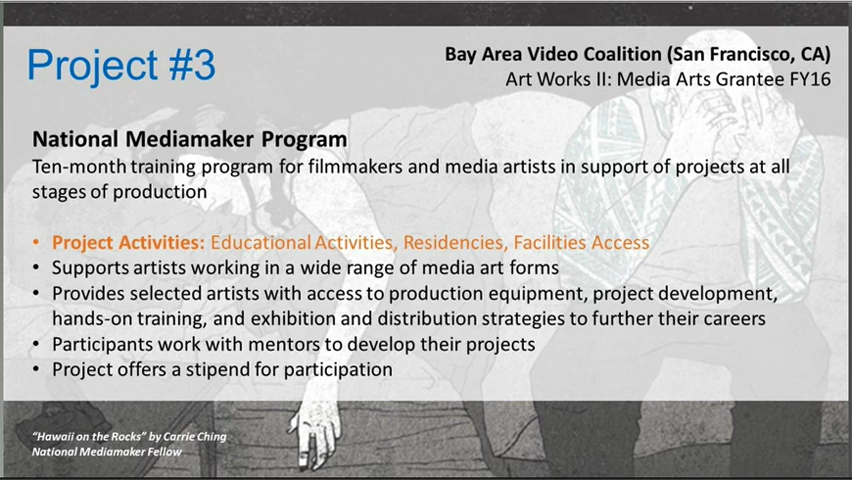 Project #3
Bay Area Video Coalition (San Francisco, CA)
Art Works II: Media Arts Grantee FY16
National Mediamaker Program
Ten-month training program for filmmakers and media artists in support of projects at all
stages of production
• Project Activities: Educational Activities, Residencies, Facilities Access
• Supports artists working in a wide range of media art forms
• Provides selected artists with access to production equipment, project development,
hands-on training, and exhibition and distribution strategies to further their careers
• Participants work with mentors to develop their projects
• Project offers a stipend for participation
“Hawaii on the Rocks” by Carrie Ching
National Mediamaker Fellow